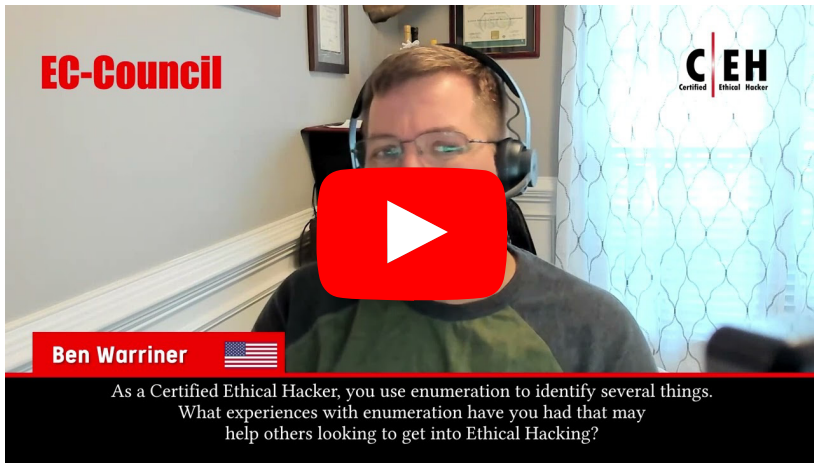 EC-Council
C|EH
Certified Ethical Hacker
Ben Warriner
As a Certified Ethical Hacker, you use enumeration to identify several things.
What experiences with enumeration have you had that may
help others looking to get into Ethical Hacking?